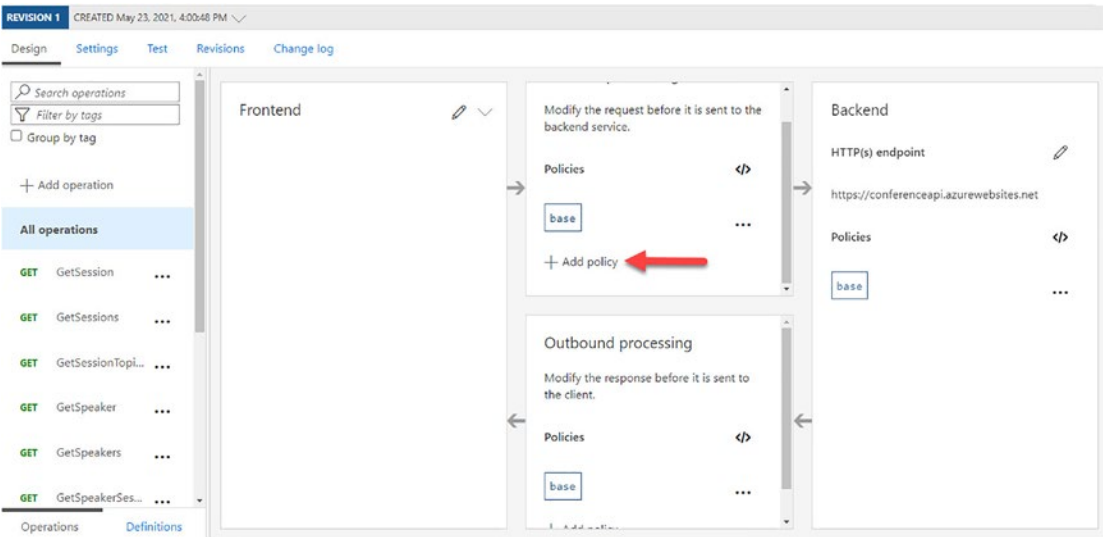 REVISION 1 CREATED May 23, 2021, 4:00:48 PM
Design Settings Test Revisions Change log
Search operations
Filter by tags
Group by tag
+ Add operation
All operations
GET GetSession ...
GET GetSessions ...
GET GetSessionTopi... ...
GET GetSpeaker ...
GET GetSpeakers ...
GET GetSpeakerSes... ...
Operations Definitions
Frontend
Modify the request before it is sent to the
backend service.
Policies </>
base ...
+ Add policy
Outbound processing
Modify the response before it is sent to
the client.
Policies </>
base ...
Backend
HTTP(s) endpoint
https://conferenceapi.azurewebsites.net
Policies </>
base ...